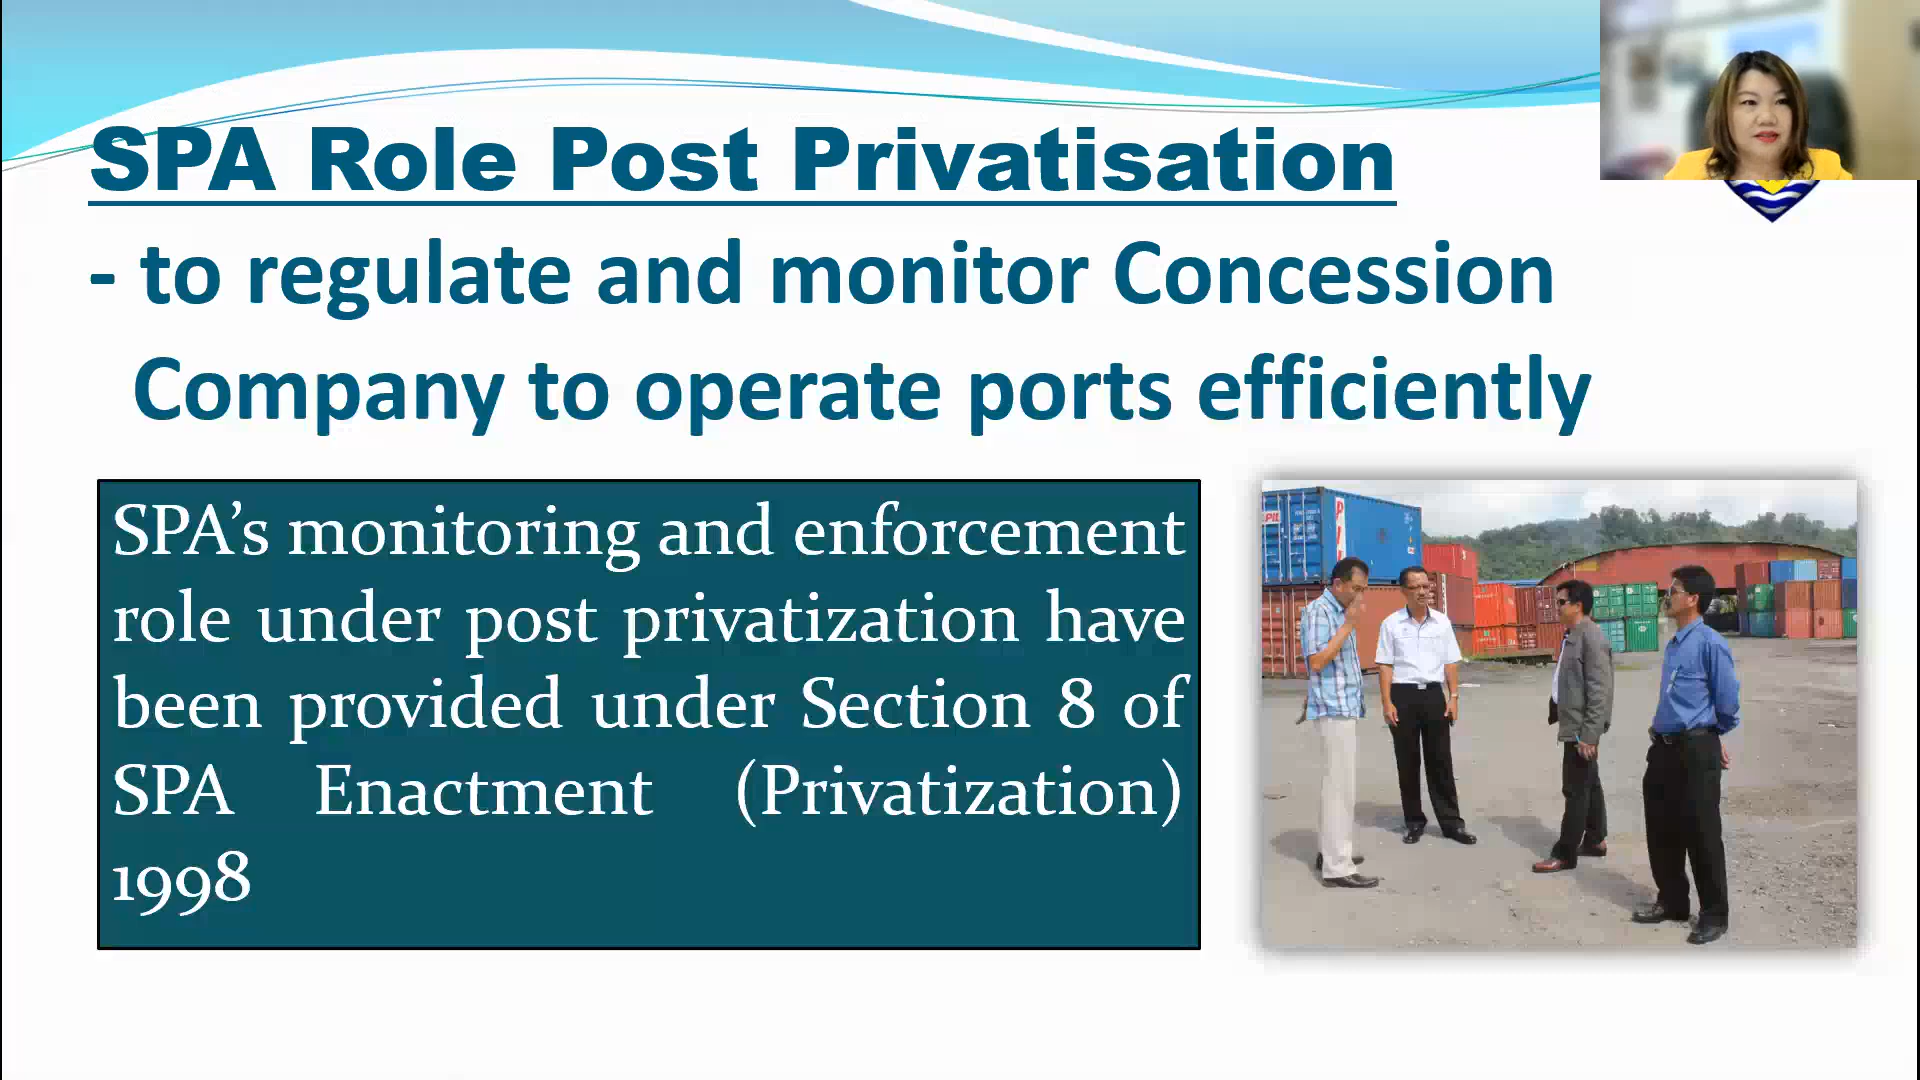 SPA Role Post Privatisation
- to regulate and monitor Concession
Company to operate ports efficiently
SPA’s monitoring and enforcement
role under post privatization have
been provided under Section 8 of
SPA Enactment (Privatization)
1998